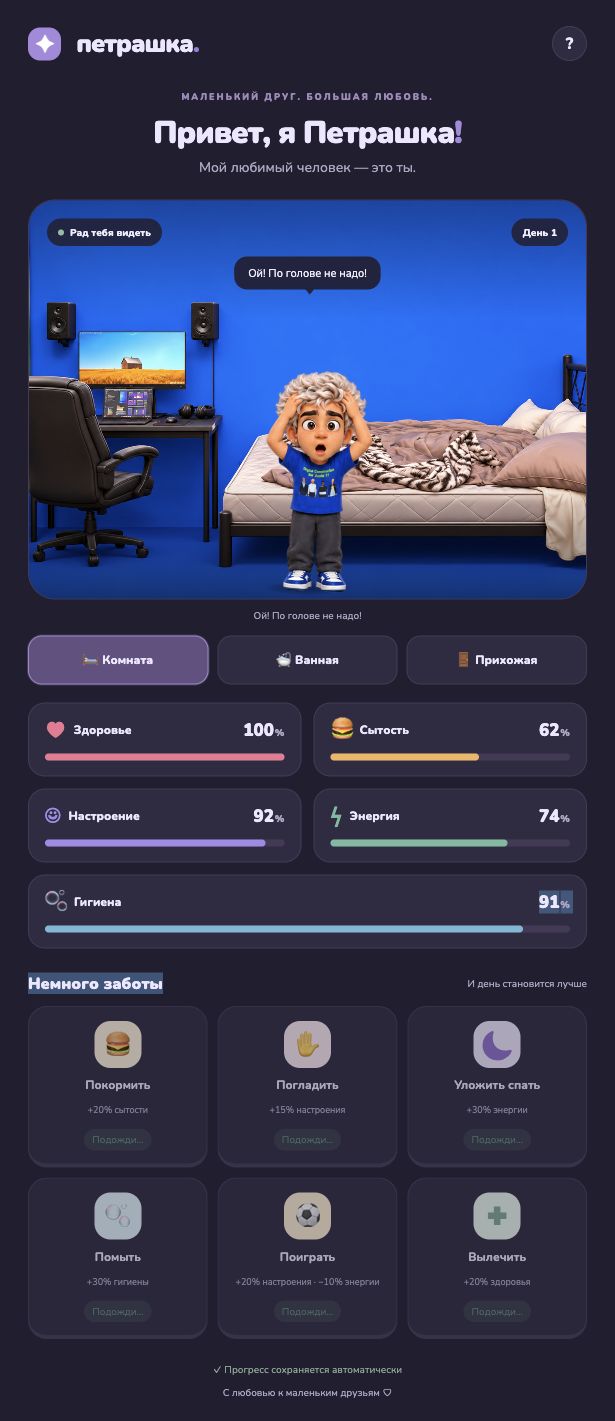 петрашка.
?
МАЛЕНЬКИЙ ДРУГ. БОЛЬШАЯ ЛЮБОВЬ.
Привет, я Петрашка!
Мой любимый человек — это ты.
Рад тебя видеть
День 1
Ой! По голове не надо!
Ой! По голове не надо!
Комната
Ванная
Прихожая
Здоровье 100%
Сытость 62%
Настроение 92%
Энергия 74%
Гигиена 91%
Немного заботы
И день становится лучше
Покормить
+20% сытости
Подожди...
Погладить
+15% настроения
Подожди...
Уложить спать
+30% энергии
Подожди...
Помыть
+30% гигиены
Подожди...
Поиграть
+20% настроения · −10% энергии
Подожди...
Вылечить
+20% здоровья
Подожди...
✓ Прогресс сохраняется автоматически
С любовью к маленьким друзьям ♡